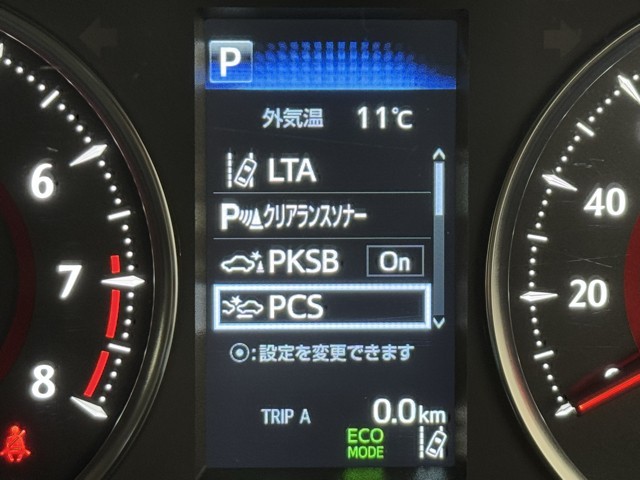 P
外気温 11℃
LTA
P クリアランスソナー
PKSB On
PCS
:設定を変更できます
TRIP A 0.0km
ECO
MODE
6
7
8
40
20